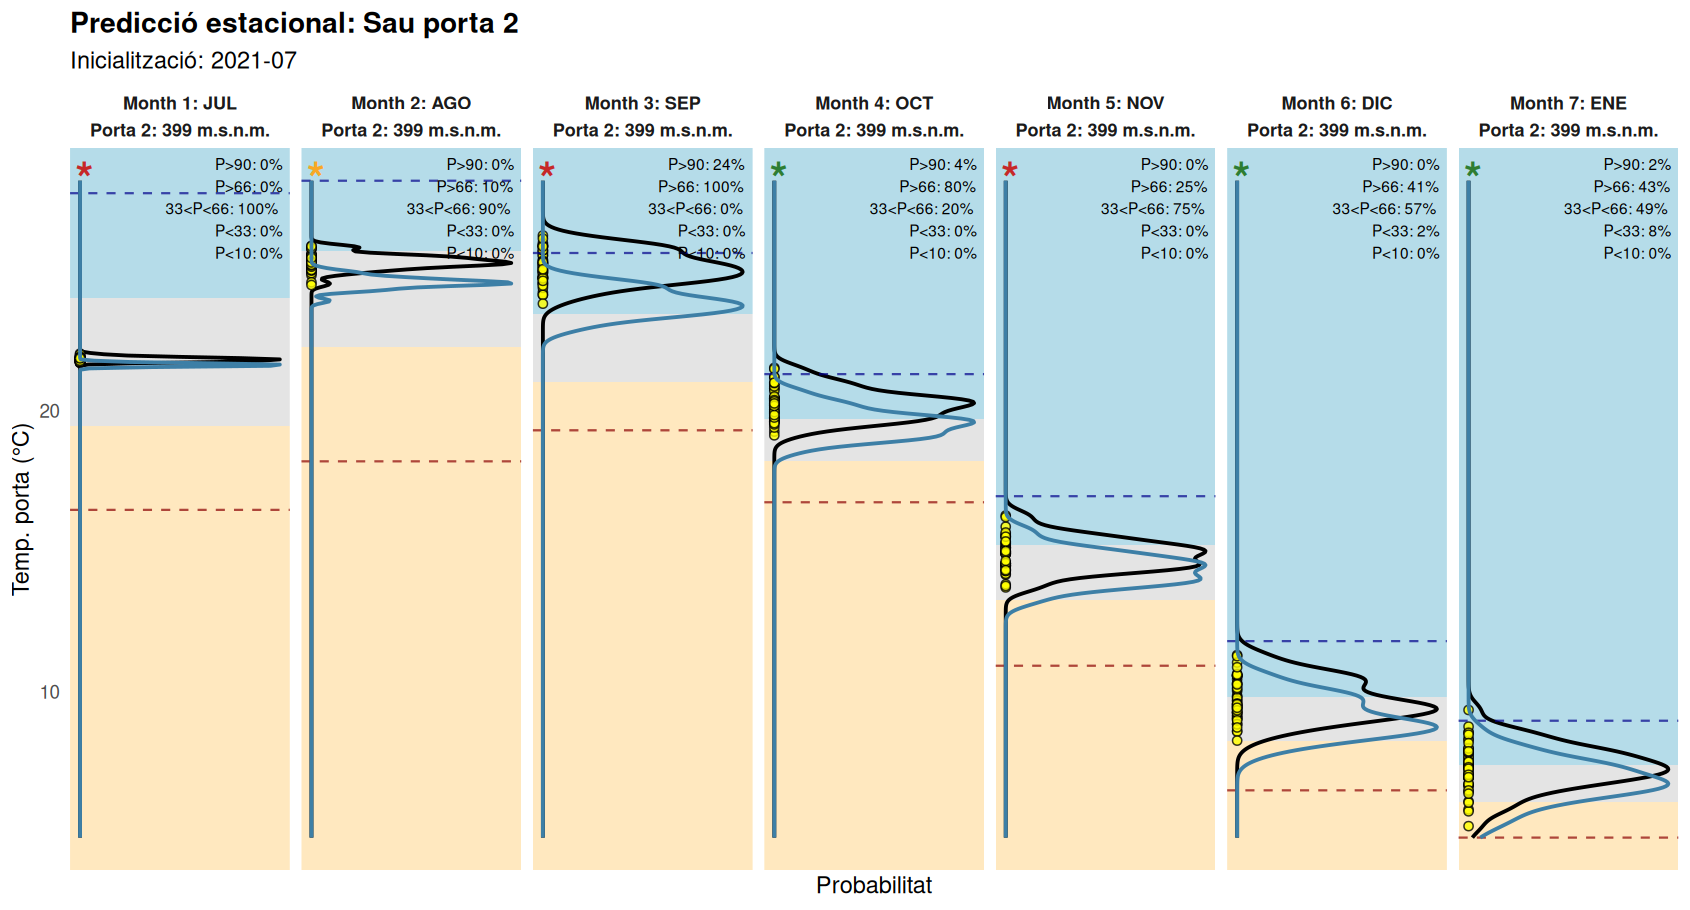 Predicció estacional: Sau porta 2
Inicialització: 2021-07
Month 1: JUL
Porta 2: 399 m.s.n.m.
Month 2: AGO
Porta 2: 399 m.s.n.m.
Month 3: SEP
Porta 2: 399 m.s.n.m.
Month 4: OCT
Porta 2: 399 m.s.n.m.
Month 5: NOV
Porta 2: 399 m.s.n.m.
Month 6: DIC
Porta 2: 399 m.s.n.m.
Month 7: ENE
Porta 2: 399 m.s.n.m.
*
P>90: 0%
P>66: 0%
33<P<66: 100%
P<33: 0%
P<10: 0%
*
P>90: 0%
P>66: 10%
33<P<66: 90%
P<33: 0%
P<10: 0%
*
P>90: 24%
P>66: 100%
33<P<66: 0%
P<33: 0%
P<10: 0%
*
P>90: 4%
P>66: 80%
33<P<66: 20%
P<33: 0%
P<10: 0%
*
P>90: 0%
P>66: 25%
33<P<66: 75%
P<33: 0%
P<10: 0%
*
P>90: 0%
P>66: 41%
33<P<66: 57%
P<33: 2%
P<10: 0%
*
P>90: 2%
P>66: 43%
33<P<66: 49%
P<33: 8%
P<10: 0%
20
10
Temp. porta (°C)
Probabilitat